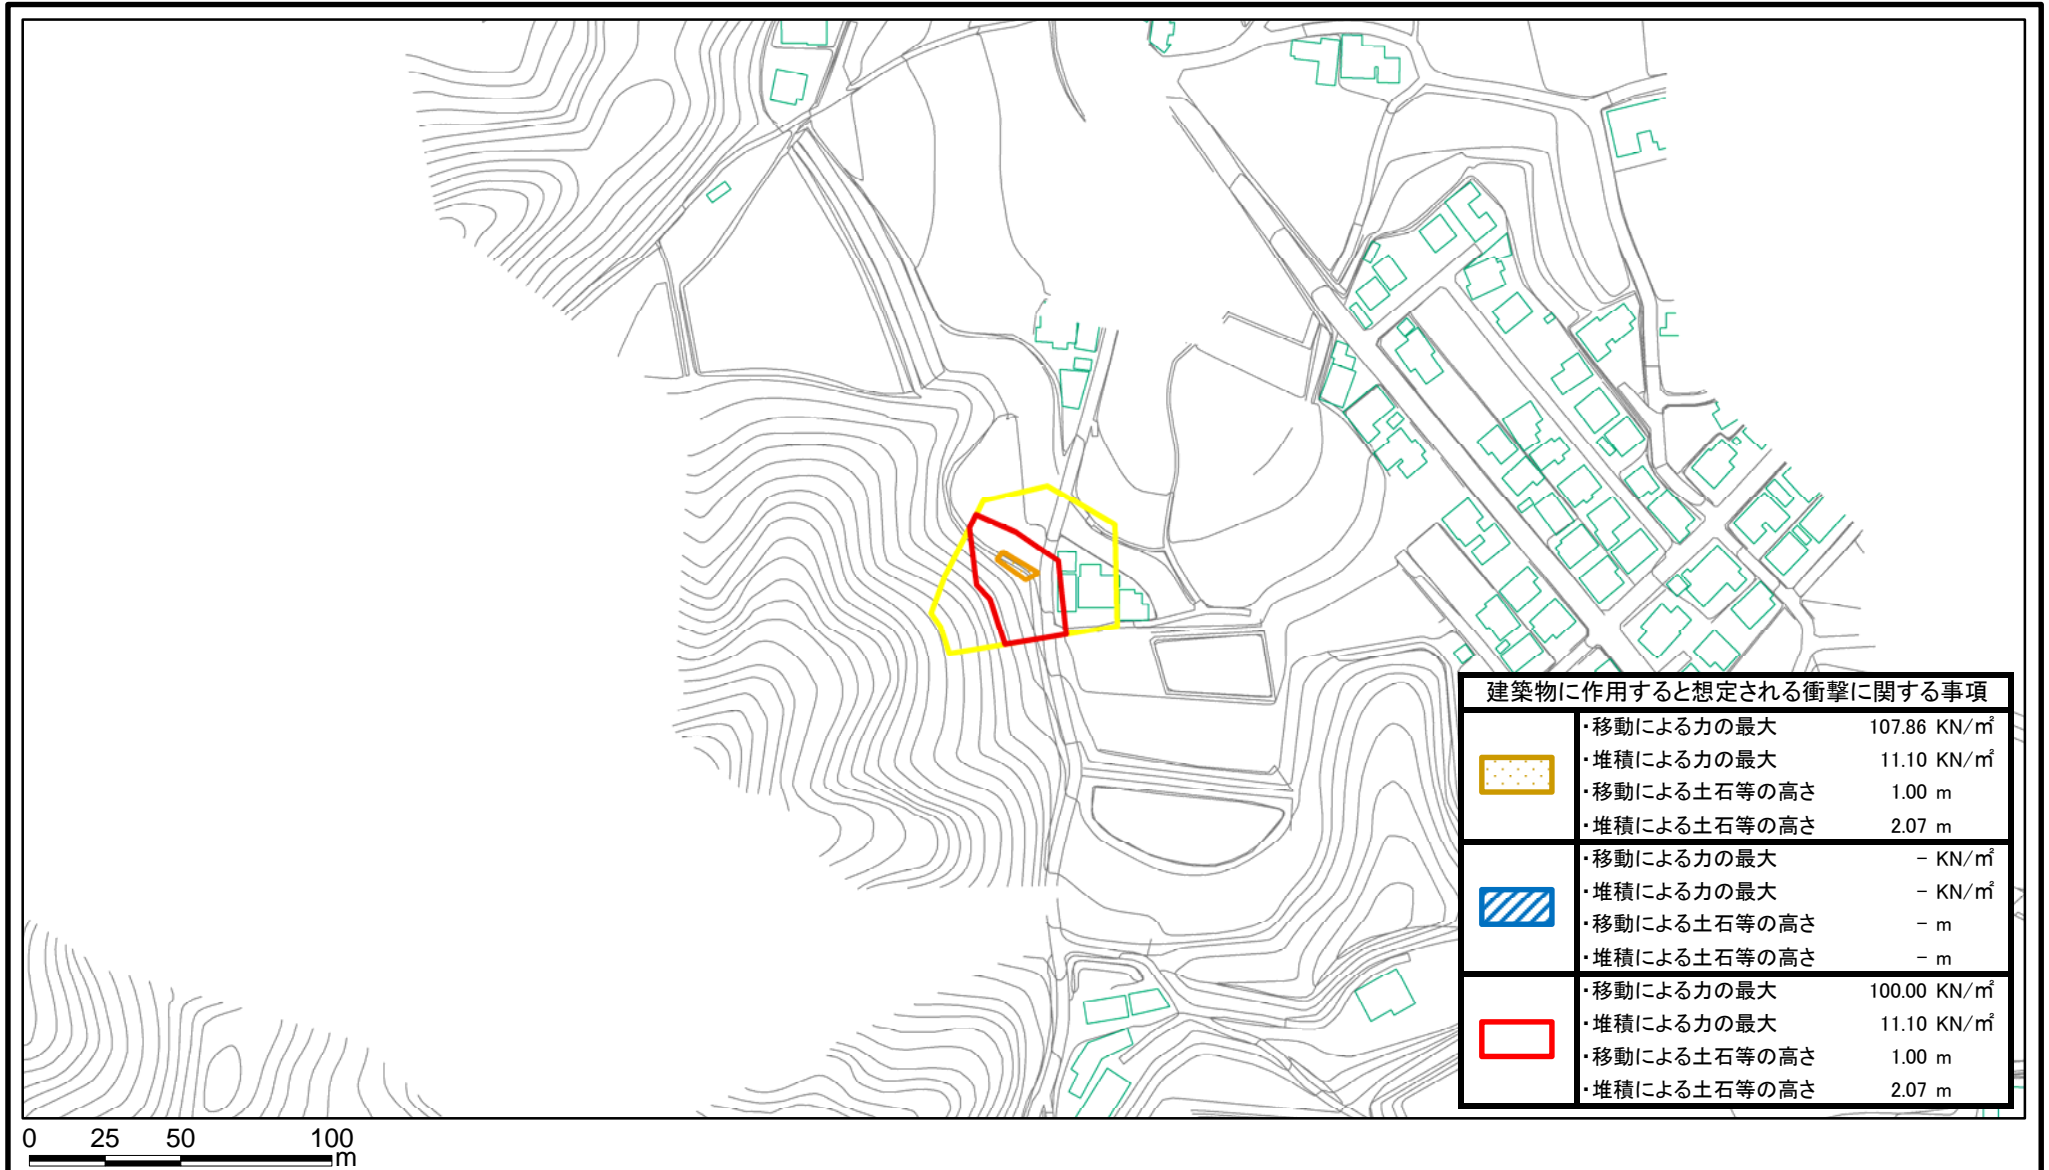 建築物に作用すると想定される衝撃に関する事項
・移動による力の最大 107.86 KN/㎡
・堆積による力の最大 11.10 KN/㎡
・移動による土石等の高さ 1.00 m
・堆積による土石等の高さ 2.07 m
・移動による力の最大 - KN/㎡
・堆積による力の最大 - KN/㎡
・移動による土石等の高さ - m
・堆積による土石等の高さ - m
・移動による力の最大 100.00 KN/㎡
・堆積による力の最大 11.10 KN/㎡
・移動による土石等の高さ 1.00 m
・堆積による土石等の高さ 2.07 m
0 25 50 100
m